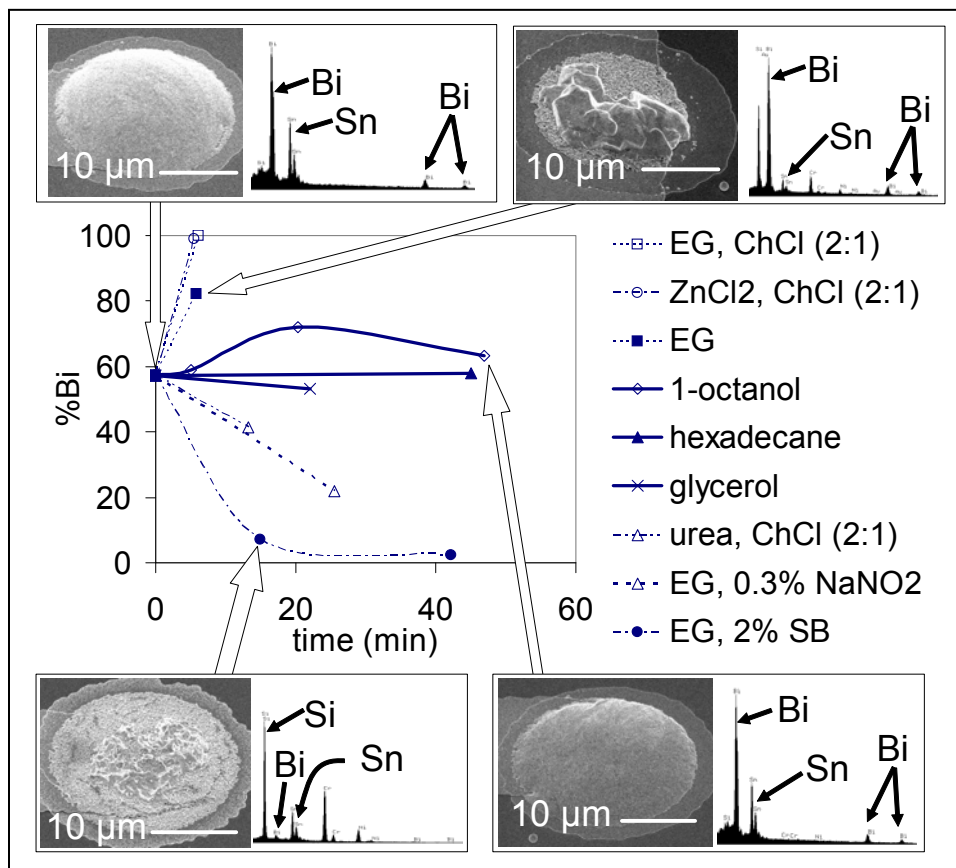 Bi
Sn
Bi
10 µm
Bi
Sn
Bi
10 µm
100
80
60
40
20
0
%Bi
0
20
40
60
time (min)
EG, ChCl (2:1)
ZnCl2, ChCl (2:1)
EG
1-octanol
hexadecane
glycerol
urea, ChCl (2:1)
EG, 0.3% NaNO2
EG, 2% SB
Si
Bi
Sn
10 µm
Bi
Sn
Bi
10 µm